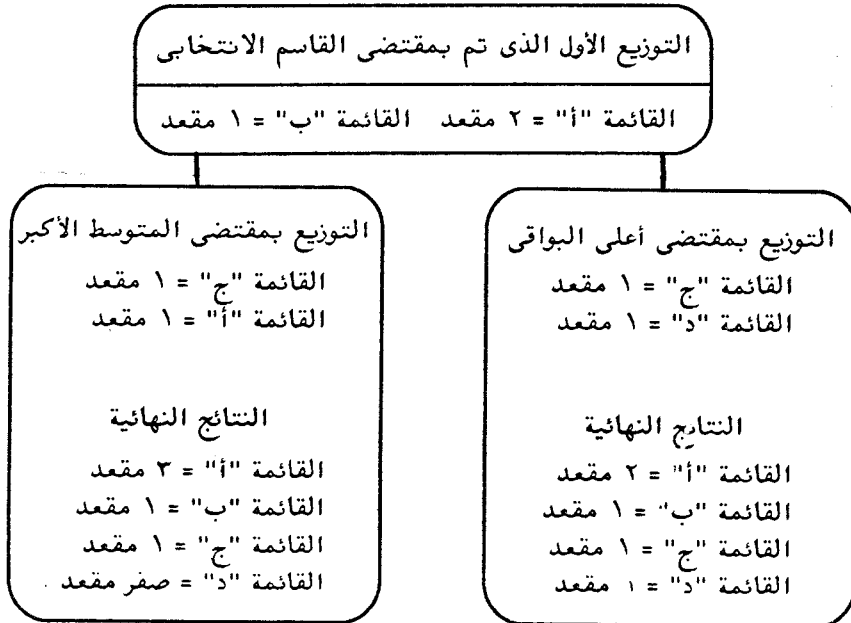 التوزيع الأول الذى تم بمقتضى القاسم الانتخابى
القائمة "أ" = ٢ مقعد القائمة "ب" = ١ مقعد
التوزيع بمقتضى أعلى البواقى
القائمة "ج" = ١ مقعد
القائمة "د" = ١ مقعد
النتايج النهائية
القائمة "أ" = ٢ مقعد
القائمة "ب" = ١ مقعد
القائمة "ج" = ١ مقعد
القائمة "د" = ١ مقعد
التوزيع بمقتضى المتوسط الأكبر
القائمة "ج" = ١ مقعد
القائمة "أ" = ١ مقعد
النتائج النهائية
القائمة "أ" = ٣ مقعد
القائمة "ب" = ١ مقعد
القائمة "ج" = ١ مقعد
القائمة "د" = صفر مقعد